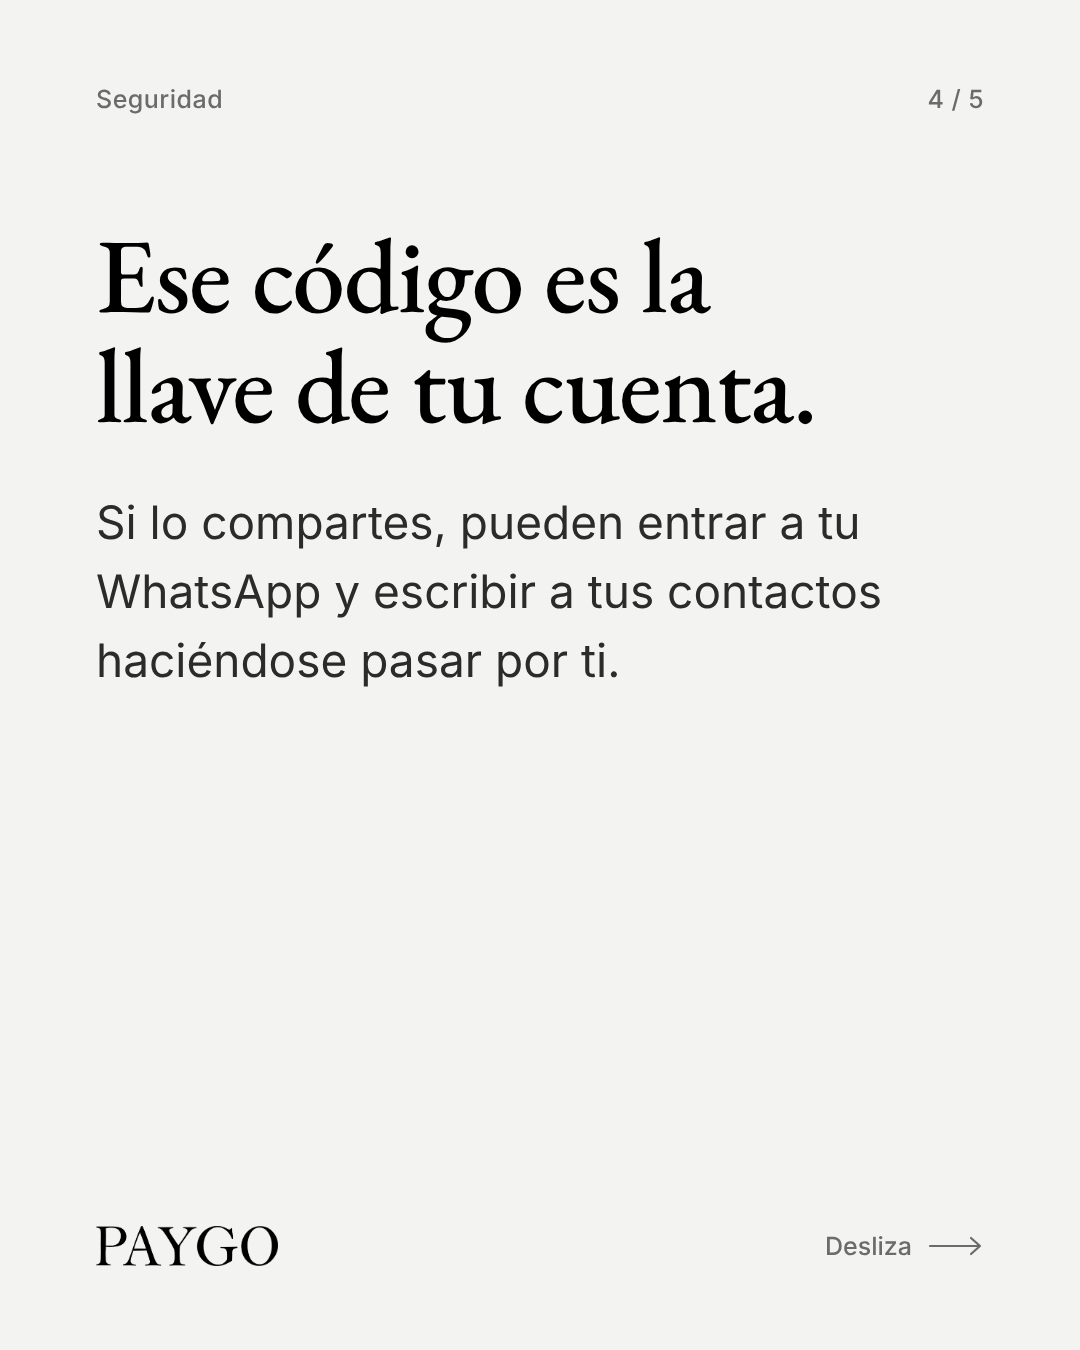 Seguridad
4 / 5
Ese código es la
llave de tu cuenta.
Si lo compartes, pueden entrar a tu
WhatsApp y escribir a tus contactos
haciéndose pasar por ti.
PAYGO
Desliza